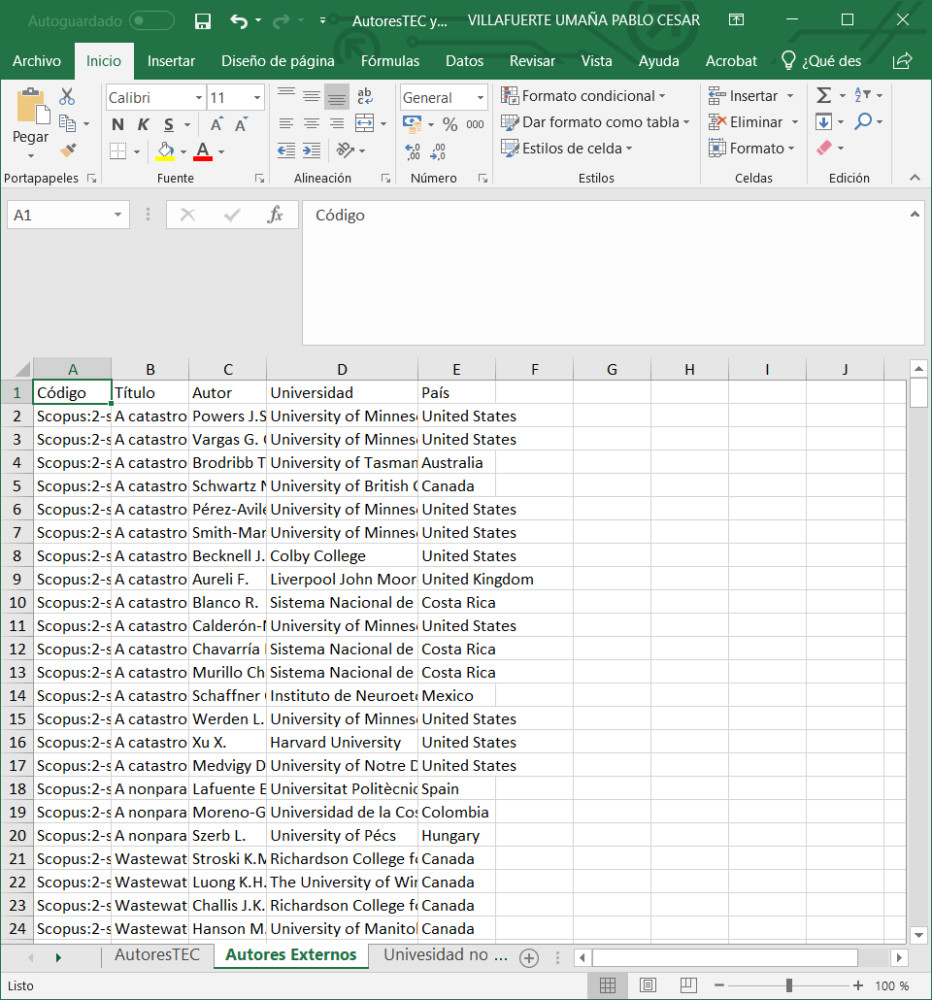 Autoguardado AutoresTEC y... VILLAFUERTE UMAÑA PABLO CESAR
Archivo Inicio Insertar Diseño de página Fórmulas Datos Revisar Vista Ayuda Acrobat ¿Qué des
Pegar Calibri 11 General Formato condicional Insertar
N K S A A % 000 Dar formato como tabla Eliminar
A Estilos de celda Formato
Portapapeles Fuente Alineación Número Estilos Celdas Edición
A1 fx Código
A B C D E F G H I J
1 Código Título Autor Universidad País
2 Scopus:2-s A catastro Powers J.S University of Minnes United States
3 Scopus:2-s A catastro Vargas G. University of Minnes United States
4 Scopus:2-s A catastro Brodribb T University of Tasman Australia
5 Scopus:2-s A catastro Schwartz N University of British C Canada
6 Scopus:2-s A catastro Pérez-Avile University of Minnes United States
7 Scopus:2-s A catastro Smith-Mar University of Minnes United States
8 Scopus:2-s A catastro Becknell J. Colby College United States
9 Scopus:2-s A catastro Aureli F. Liverpool John Moor United Kingdom
10 Scopus:2-s A catastro Blanco R. Sistema Nacional de Costa Rica
11 Scopus:2-s A catastro Calderón-M University of Minnes United States
12 Scopus:2-s A catastro Chavarría Sistema Nacional de Costa Rica
13 Scopus:2-s A catastro Murillo Ch Sistema Nacional de Costa Rica
14 Scopus:2-s A catastro Schaffner Instituto de Neuroeto Mexico
15 Scopus:2-s A catastro Werden L. University of Minnes United States
16 Scopus:2-s A catastro Xu X. Harvard University United States
17 Scopus:2-s A catastro Medvigy D University of Notre D United States
18 Scopus:2-s A nonpara Lafuente E Universitat Politècnic Spain
19 Scopus:2-s A nonpara Moreno-G Universidad de la Cos Colombia
20 Scopus:2-s A nonpara Szerb L. University of Pécs Hungary
21 Scopus:2-s Wastewat Stroski K.M Richardson College fo Canada
22 Scopus:2-s Wastewat Luong K.H. The University of Win Canada
23 Scopus:2-s Wastewat Challis J.K. Richardson College fo Canada
24 Scopus:2-s Wastewat Hanson M. University of Manitob Canada
AutoresTEC Autores Externos Univesidad no ...
Listo 100 %